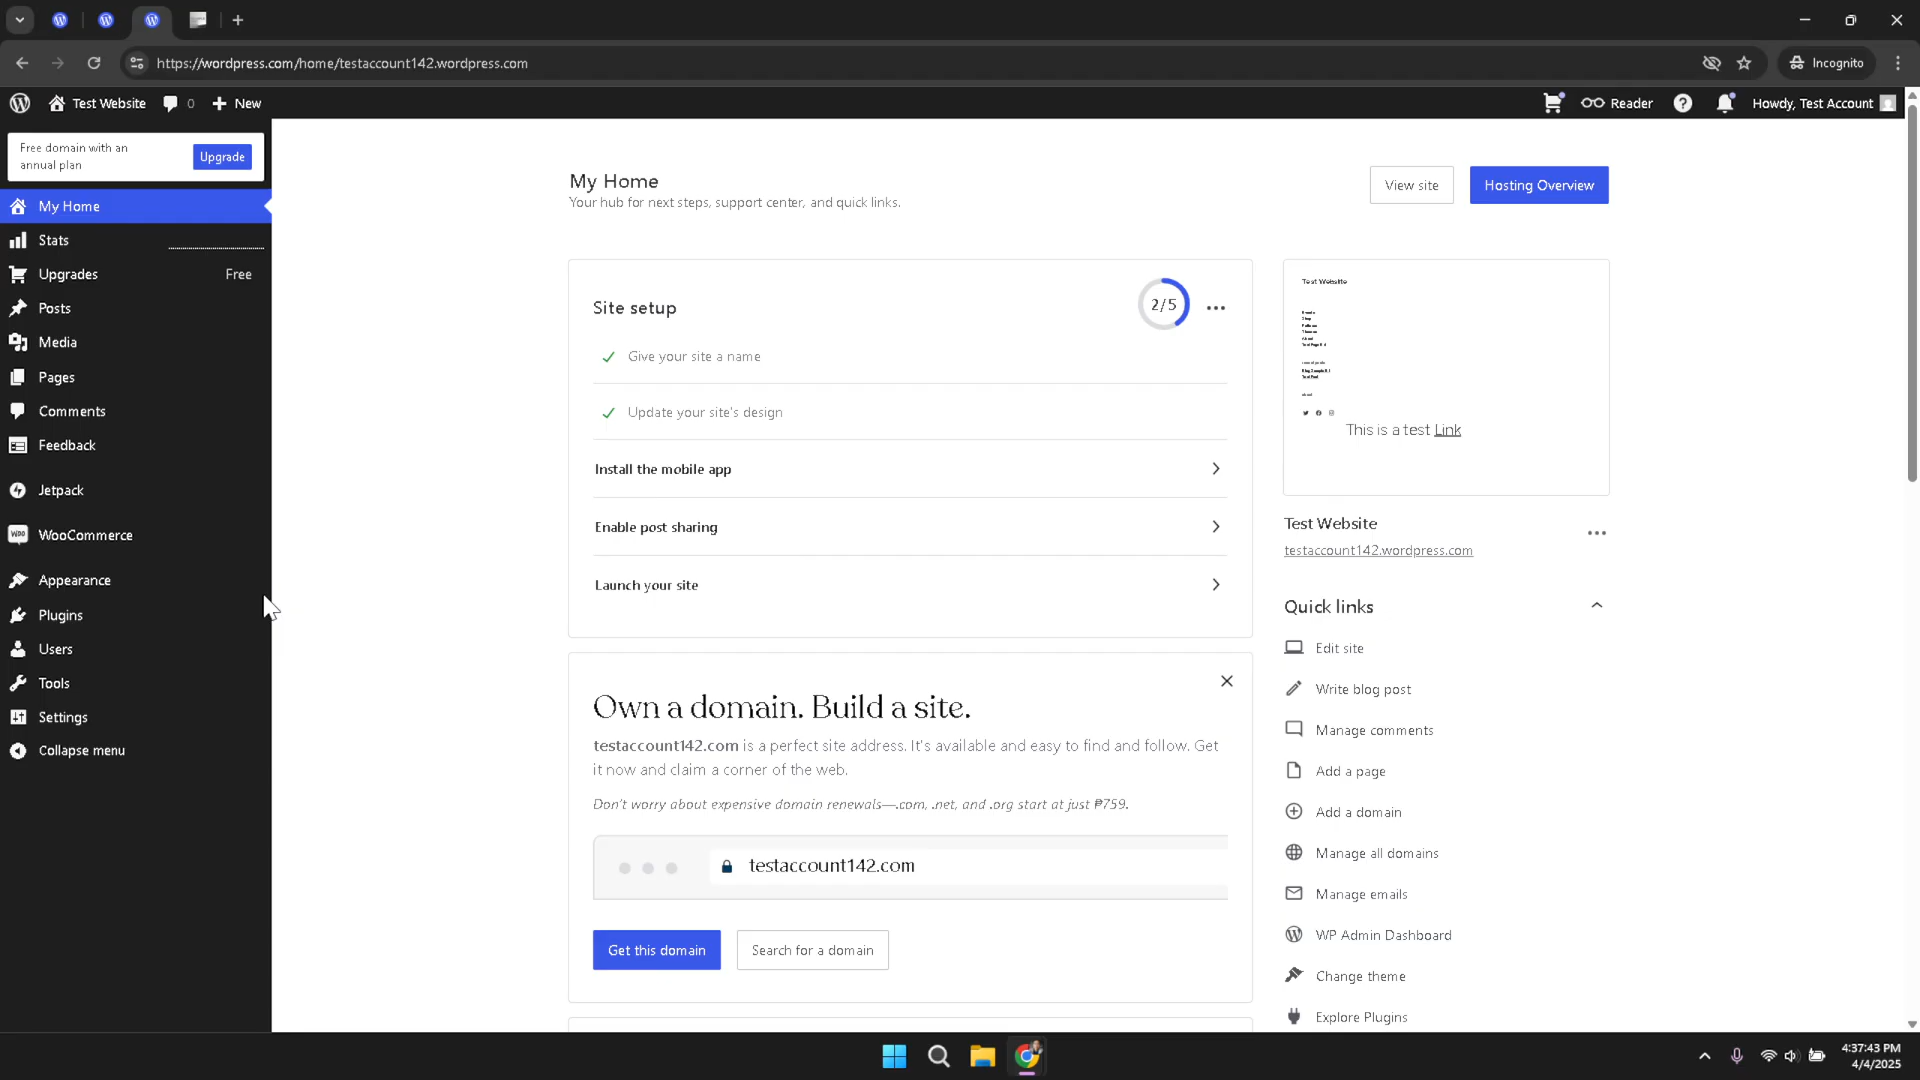 https://wordpress.com/home/testaccount142.wordpress.com
Incognito
Test Website
0
New
Reader
Howdy, Test Account
Free domain with an
annual plan
Upgrade
My Home
Stats
Upgrades
Free
Posts
Media
Pages
Comments
Feedback
Jetpack
WooCommerce
Appearance
Plugins
Users
Tools
Settings
Collapse menu
My Home
Your hub for next steps, support center, and quick links.
View site
Hosting Overview
Site setup
2/5
Give your site a name
Update your site's design
Install the mobile app
Enable post sharing
Launch your site
Own a domain. Build a site.
testaccount142.com is a perfect site address. It's available and easy to find and follow. Get
it now and claim a corner of the web.
Don't worry about expensive domain renewals—.com, .net, and .org start at just ₱759.
testaccount142.com
Get this domain
Search for a domain
Test Website
This is a test Link
Test Website
testaccount142.wordpress.com
Quick links
Edit site
Write blog post
Manage comments
Add a page
Add a domain
Manage all domains
Manage emails
WP Admin Dashboard
Change theme
Explore Plugins
4:37:43 PM
4/4/2025